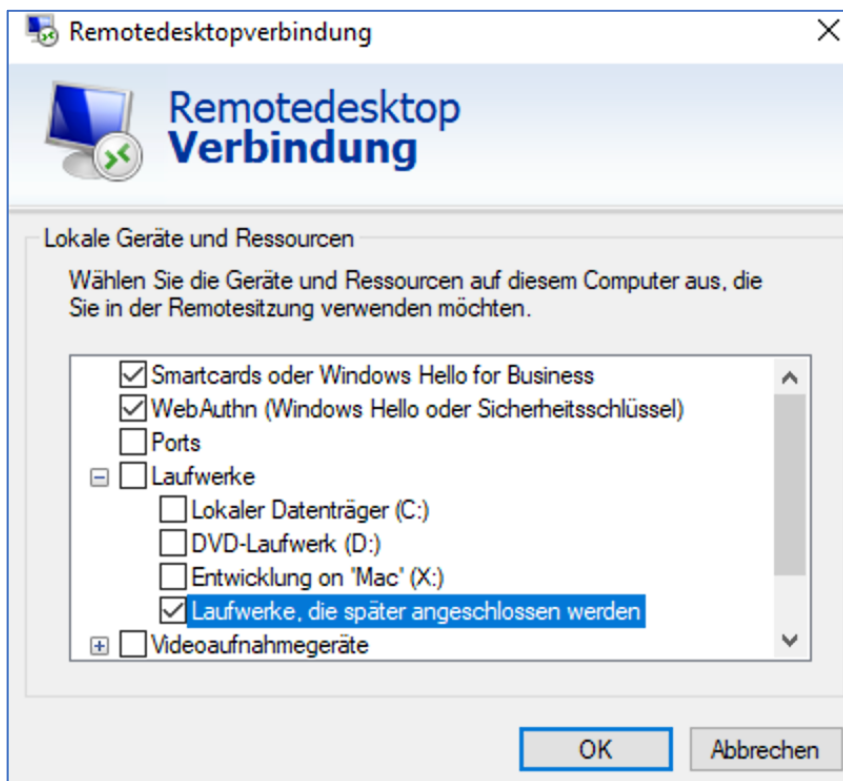 Remotedesktopverbindung
Remotedesktop
Verbindung
Lokale Geräte und Ressourcen
Wählen Sie die Geräte und Ressourcen auf diesem Computer aus, die
Sie in der Remotesitzung verwenden möchten.
Smartcards oder Windows Hello for Business
WebAuthn (Windows Hello oder Sicherheitsschlüssel)
Ports
Laufwerke
Lokaler Datenträger (C:)
DVD-Laufwerk (D:)
Entwicklung on 'Mac' (X:)
Laufwerke, die später angeschlossen werden
Videoaufnahmegeräte
OK
Abbrechen